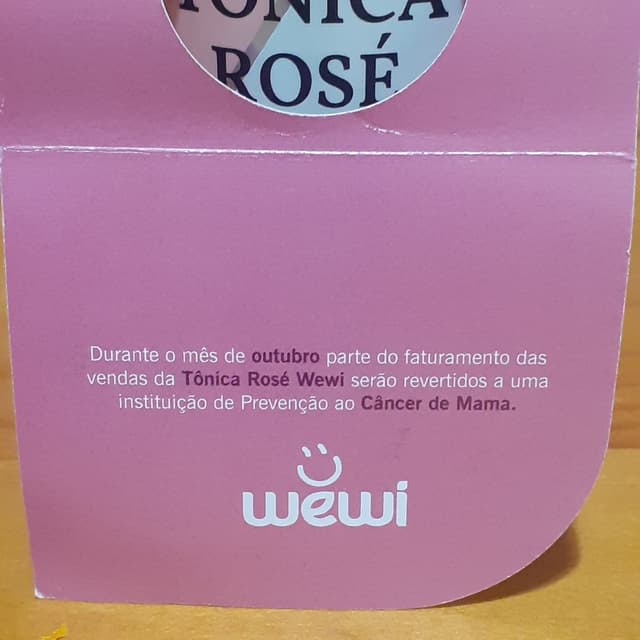 TÔNICA
ROSÉ
Durante o mês de outubro parte do faturamento das
vendas da Tônica Rosé Wewi serão revertidos a uma
instituição de Prevenção ao Câncer de Mama.
wewi